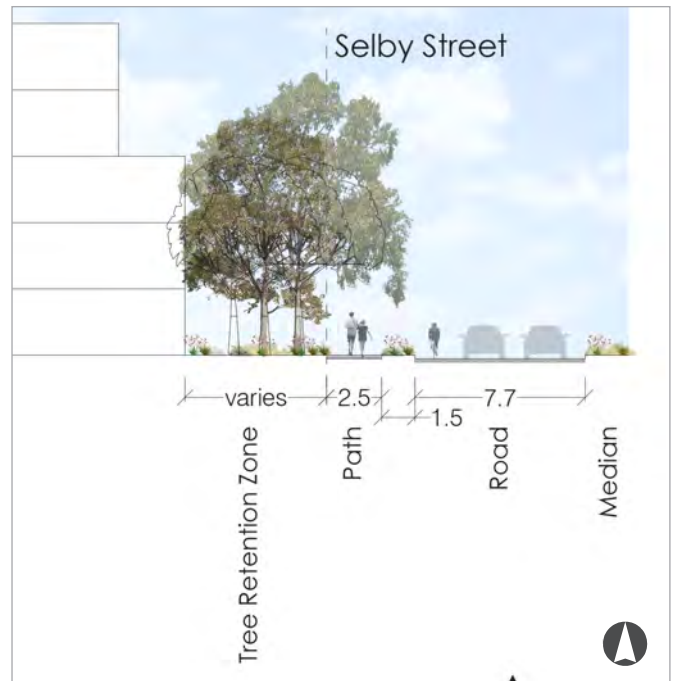 Selby Street
varies
2.5
1.5
7.7
Tree Retention Zone
Path
Road
Median